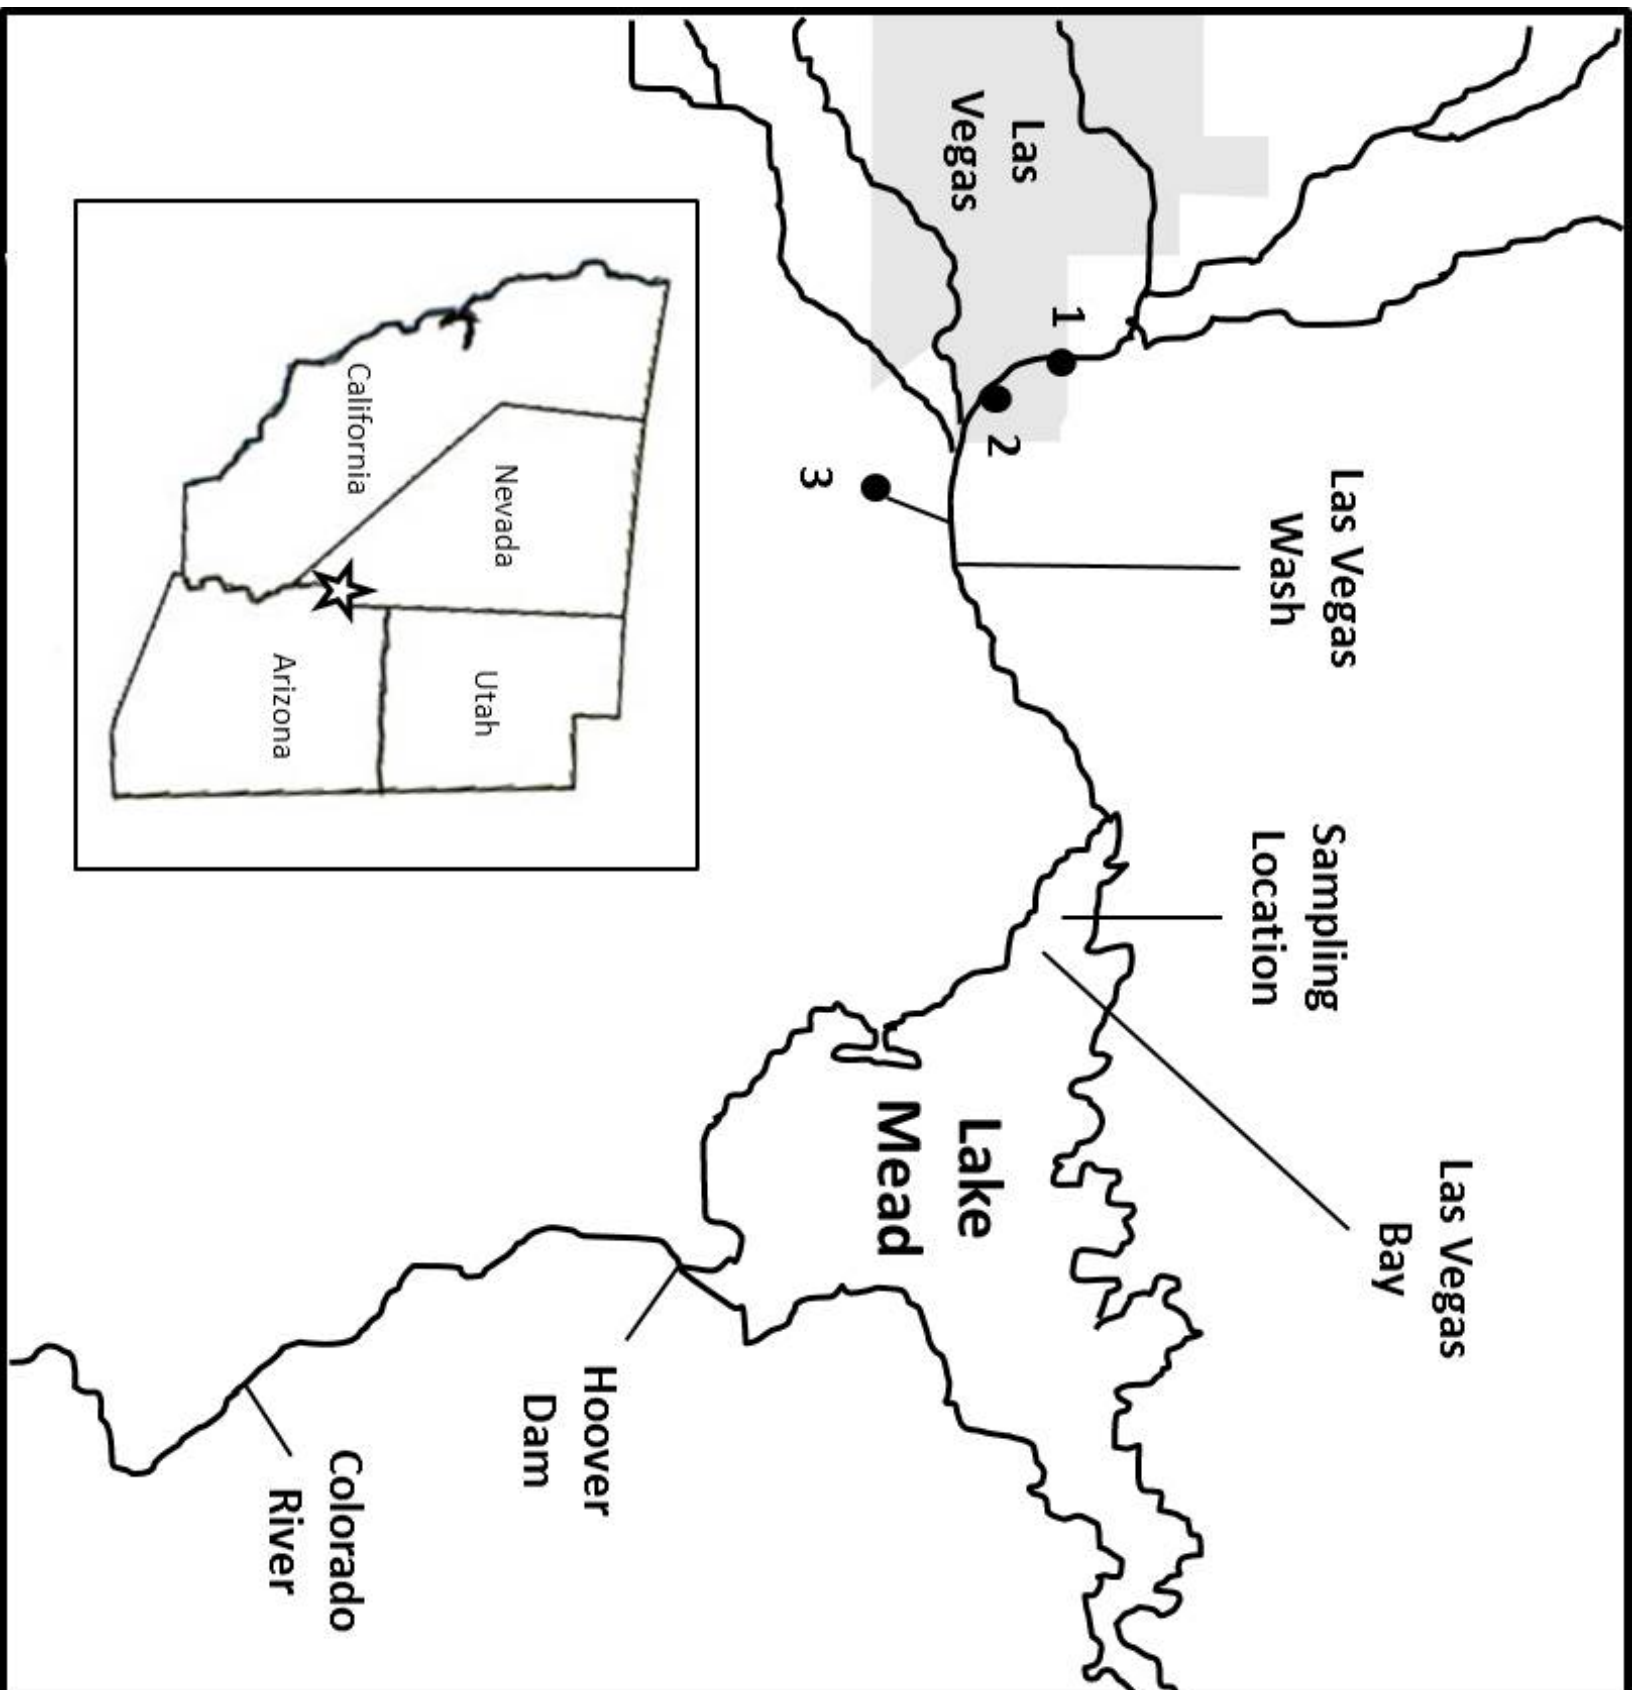 Las
Vegas
1
2
3
Las Vegas
Wash
Sampling
Location
Las Vegas
Bay
Lake
Mead
Hoover
Dam
Colorado
River
California
Nevada
Utah
Arizona